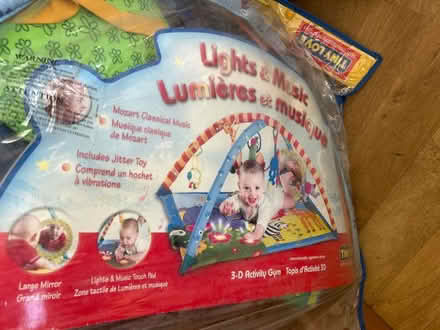 TINY LOVE
Lights & Music
Lumières et musique
WARNING
ATTENTION
Mozart Classical Music
Musique classique
de Mozart
Includes Jitter Toy
Comprend un hochet
à vibrations
Large Mirror
Grand miroir
Lights & Music Touch Pad
Zone tactile de Lumières et musique
3-D Activity Gym
Tapis d'Activité 3D